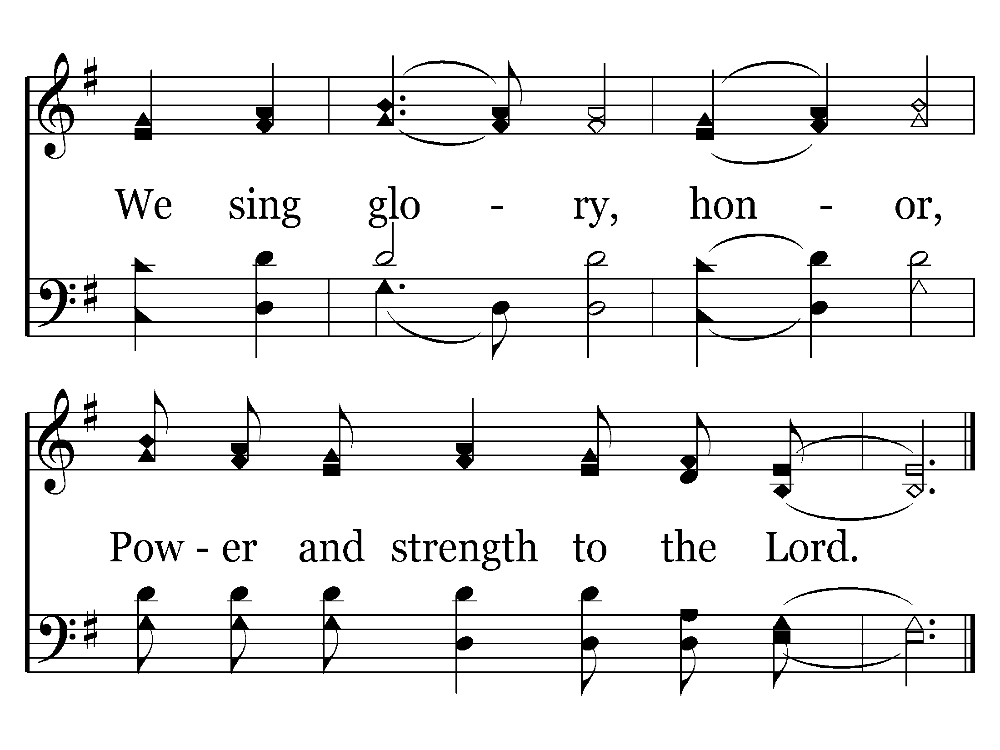 We sing glo - ry, hon - or,
Pow - er and strength to the Lord.